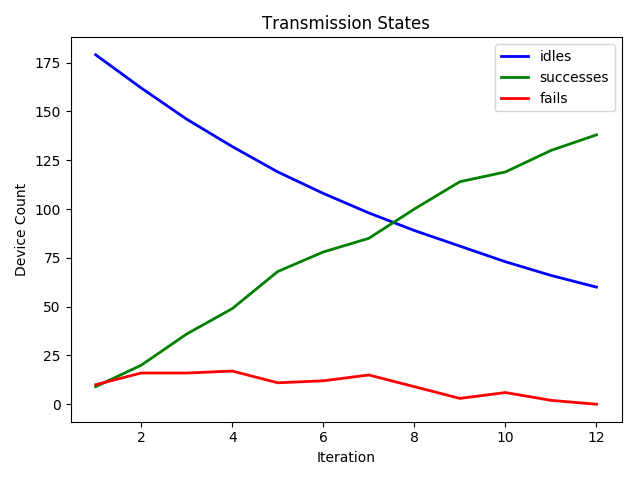 Transmission States
idles
successes
fails
Device Count
175
150
125
100
75
50
25
0
2 4 6 8 10 12
Iteration